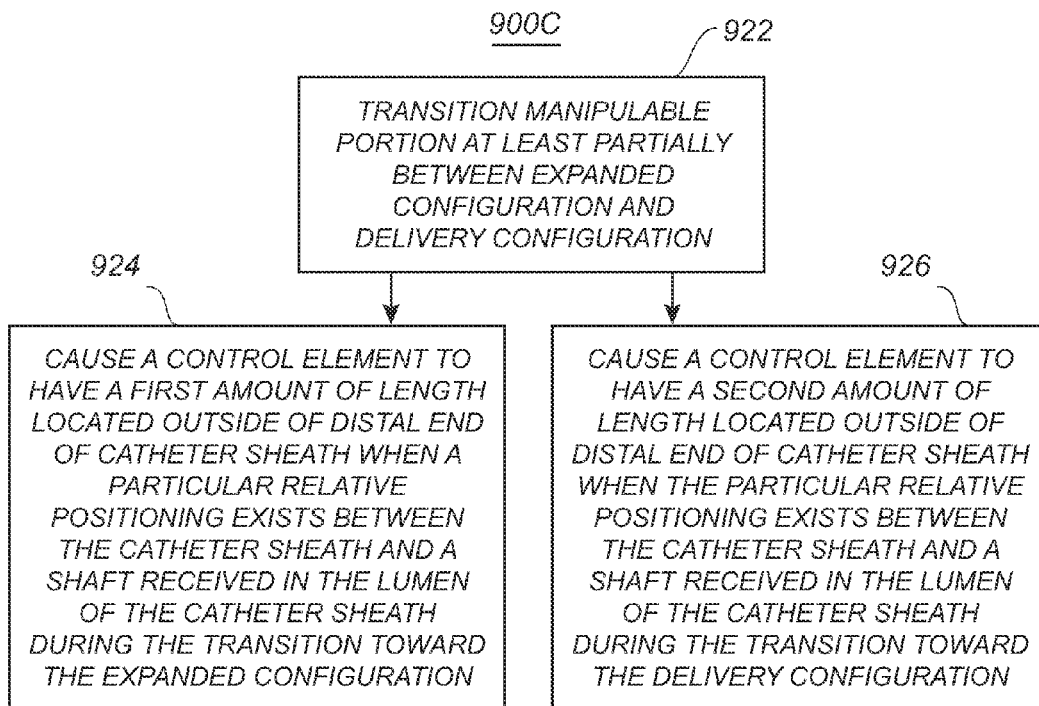 900C
922
TRANSITION MANIPULABLE
PORTION AT LEAST PARTIALLY
BETWEEN EXPANDED
CONFIGURATION AND
DELIVERY CONFIGURATION
924
CAUSE A CONTROL ELEMENT TO
HAVE A FIRST AMOUNT OF LENGTH
LOCATED OUTSIDE OF DISTAL END
OF CATHETER SHEATH WHEN A
PARTICULAR RELATIVE
POSITIONING EXISTS BETWEEN
THE CATHETER SHEATH AND A
SHAFT RECEIVED IN THE LUMEN
OF THE CATHETER SHEATH
DURING THE TRANSITION TOWARD
THE EXPANDED CONFIGURATION
926
CAUSE A CONTROL ELEMENT TO
HAVE A SECOND AMOUNT OF
LENGTH LOCATED OUTSIDE OF
DISTAL END OF CATHETER SHEATH
WHEN THE PARTICULAR RELATIVE
POSITIONING EXISTS BETWEEN
THE CATHETER SHEATH AND A
SHAFT RECEIVED IN THE LUMEN
OF THE CATHETER SHEATH
DURING THE TRANSITION TOWARD
THE DELIVERY CONFIGURATION